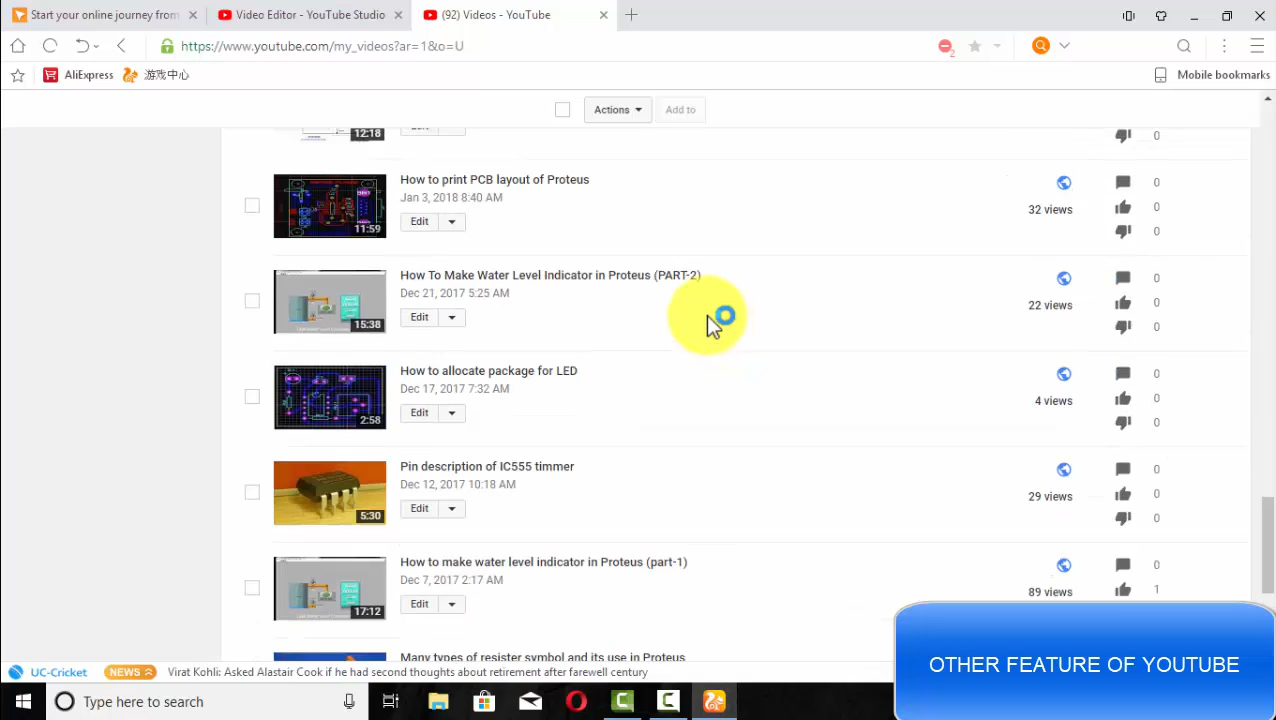 Start your online journey from
Video Editor - YouTube Studio
(92) Videos - YouTube
https://www.youtube.com/my_videos?ar=1&o=U
2
AliExpress
游戏中心
Mobile bookmarks
Actions
Add to
12:18
Edit
0
How to print PCB layout of Proteus
Jan 3, 2018 8:40 AM
Edit
11:59
32 views
0
0
0
How To Make Water Level Indicator in Proteus (PART-2)
Dec 21, 2017 5:25 AM
Edit
15:38
22 views
0
0
0
How to allocate package for LED
Dec 17, 2017 7:32 AM
Edit
2:58
4 views
0
0
0
Pin description of IC555 timmer
Dec 12, 2017 10:18 AM
Edit
5:30
29 views
0
0
0
How to make water level indicator in Proteus (part-1)
Dec 7, 2017 2:17 AM
Edit
17:12
89 views
0
1
Many types of resister symbol and its use in Proteus
OTHER FEATURE OF YOUTUBE
UC-Cricket
NEWS
Virat Kohli: Asked Alastair Cook if he had second thoughts about retirement after farewell century
Type here to search